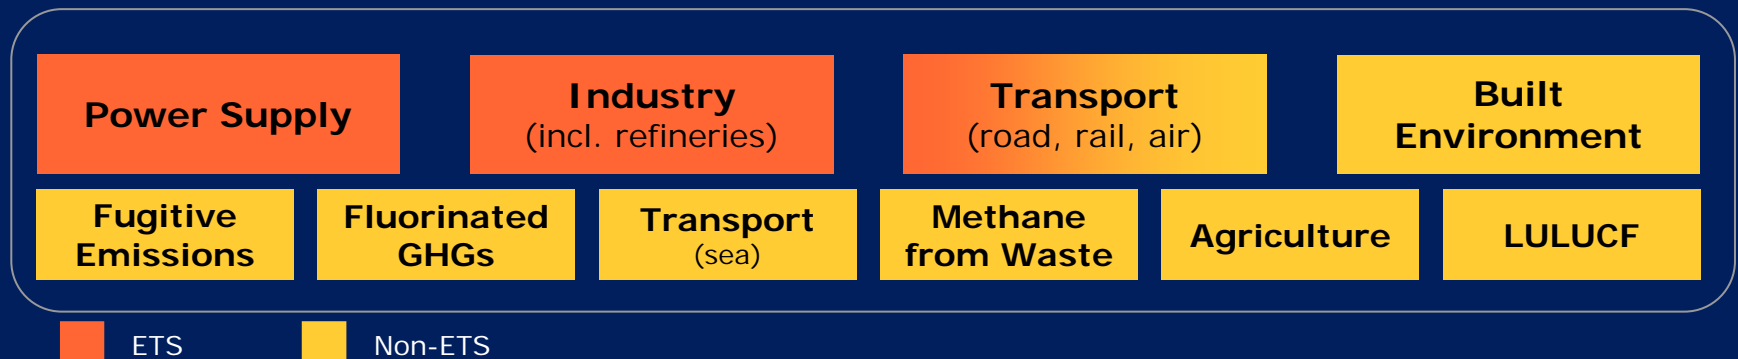 Power Supply
Industry
(incl. refineries)
Transport
(road, rail, air)
Built
Environment
Fugitive
Emissions
Fluorinated
GHGs
Transport
(sea)
Methane
from Waste
Agriculture
LULUCF
ETS
Non-ETS